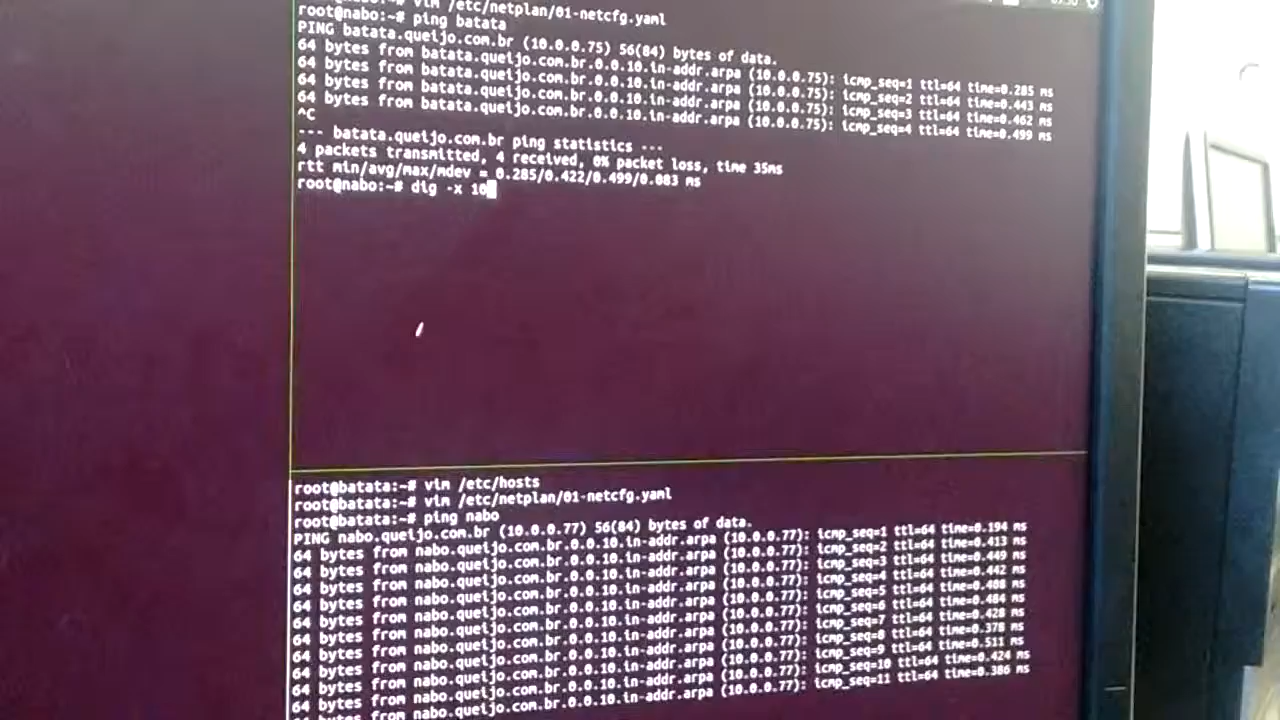 vim /etc/netplan/01-netcfg.yaml
root@nabo:~# ping batata
PING batata.queijo.com.br (10.0.0.75) 56(84) bytes of data.
64 bytes from batata.queijo.com.br.0.0.10.in-addr.arpa (10.0.0.75): icmp_seq=1 ttl=64 time=0.285 ms
64 bytes from batata.queijo.com.br.0.0.10.in-addr.arpa (10.0.0.75): icmp_seq=2 ttl=64 time=0.443 ms
64 bytes from batata.queijo.com.br.0.0.10.in-addr.arpa (10.0.0.75): icmp_seq=3 ttl=64 time=0.462 ms
64 bytes from batata.queijo.com.br.0.0.10.in-addr.arpa (10.0.0.75): icmp_seq=4 ttl=64 time=0.499 ms
^C
--- batata.queijo.com.br ping statistics ---
4 packets transmitted, 4 received, 0% packet loss, time 35ms
rtt min/avg/max/mdev = 0.285/0.422/0.499/0.083 ms
root@nabo:~# dig -x 10
root@batata:~# vim /etc/hosts
root@batata:~# vim /etc/netplan/01-netcfg.yaml
root@batata:~# ping nabo
PING nabo.queijo.com.br (10.0.0.77) 56(84) bytes of data.
64 bytes from nabo.queijo.com.br.0.0.10.in-addr.arpa (10.0.0.77): icmp_seq=1 ttl=64 time=0.194 ms
64 bytes from nabo.queijo.com.br.0.0.10.in-addr.arpa (10.0.0.77): icmp_seq=2 ttl=64 time=0.413 ms
64 bytes from nabo.queijo.com.br.0.0.10.in-addr.arpa (10.0.0.77): icmp_seq=3 ttl=64 time=0.449 ms
64 bytes from nabo.queijo.com.br.0.0.10.in-addr.arpa (10.0.0.77): icmp_seq=4 ttl=64 time=0.442 ms
64 bytes from nabo.queijo.com.br.0.0.10.in-addr.arpa (10.0.0.77): icmp_seq=5 ttl=64 time=0.408 ms
64 bytes from nabo.queijo.com.br.0.0.10.in-addr.arpa (10.0.0.77): icmp_seq=6 ttl=64 time=0.484 ms
64 bytes from nabo.queijo.com.br.0.0.10.in-addr.arpa (10.0.0.77): icmp_seq=7 ttl=64 time=0.428 ms
64 bytes from nabo.queijo.com.br.0.0.10.in-addr.arpa (10.0.0.77): icmp_seq=8 ttl=64 time=0.378 ms
64 bytes from nabo.queijo.com.br.0.0.10.in-addr.arpa (10.0.0.77): icmp_seq=9 ttl=64 time=0.511 ms
64 bytes from nabo.queijo.com.br.0.0.10.in-addr.arpa (10.0.0.77): icmp_seq=10 ttl=64 time=0.424 ms
64 bytes from nabo.queijo.com.br.0.0.10.in-addr.arpa (10.0.0.77): icmp_seq=11 ttl=64 time=0.386 ms